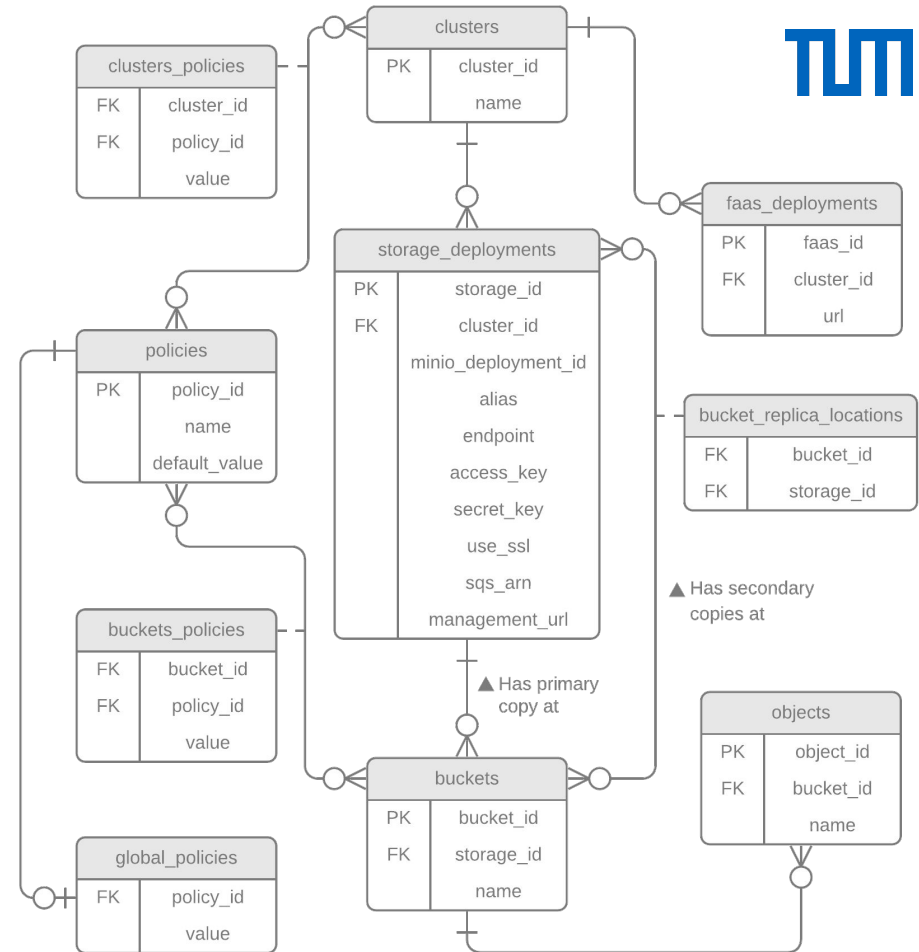 TUM
clusters
PK cluster_id
name
clusters_policies
FK cluster_id
FK policy_id
value
faas_deployments
PK faas_id
FK cluster_id
url
storage_deployments
PK storage_id
FK cluster_id
minio_deployment_id
alias
endpoint
access_key
secret_key
use_ssl
sqs_arn
management_url
policies
PK policy_id
name
default_value
bucket_replica_locations
FK bucket_id
FK storage_id
▲ Has secondary
copies at
buckets_policies
FK bucket_id
FK policy_id
value
▲ Has primary
copy at
objects
PK object_id
FK bucket_id
name
buckets
PK bucket_id
FK storage_id
name
global_policies
FK policy_id
value